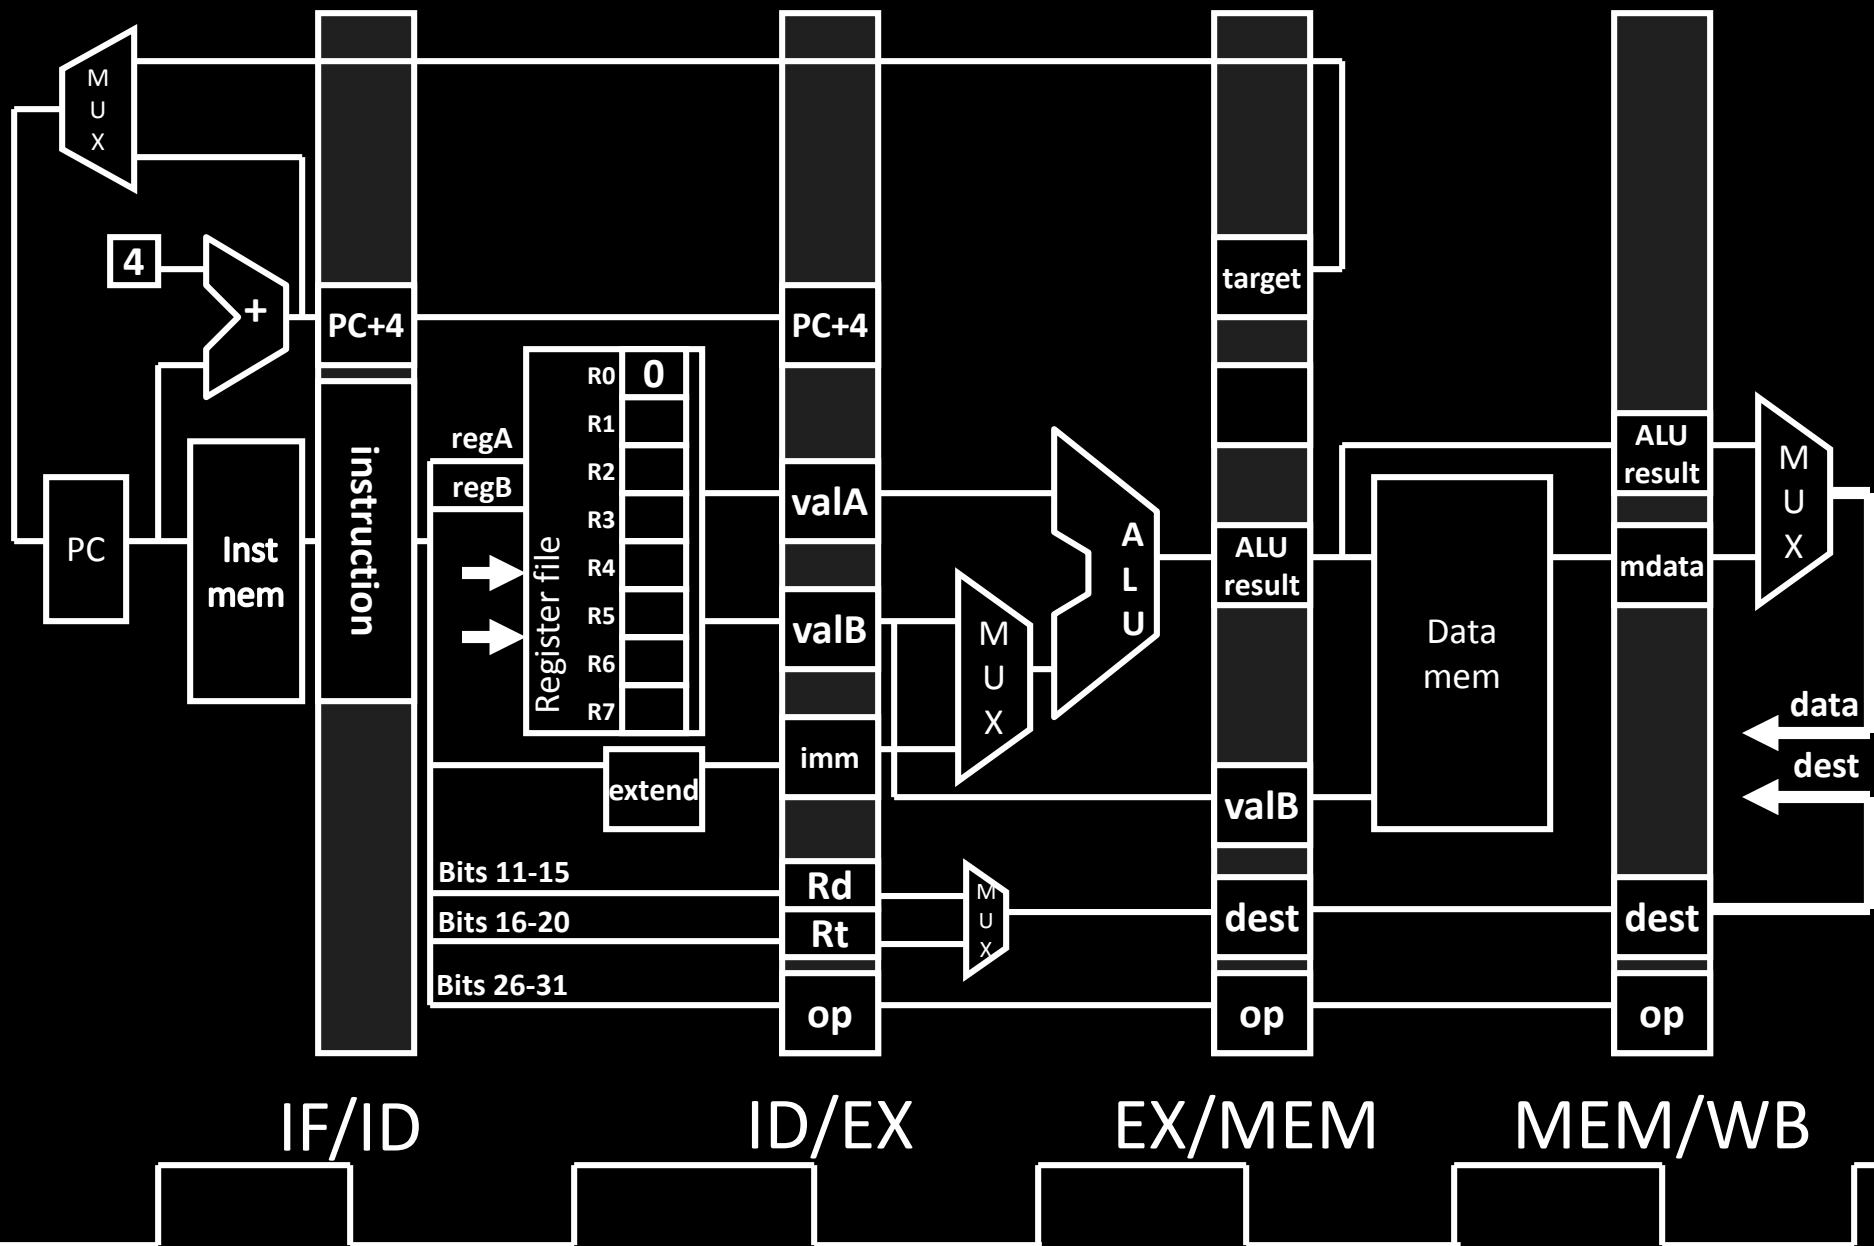 M
U
X
4
+
PC+4
PC+4
target
PC
Inst
mem
instruction
regA
regB
Register file
R0
0
R1
R2
R3
R4
R5
R6
R7
extend
valA
valB
imm
M
U
X
A
L
U
ALU
result
valB
Data
mem
ALU
result
mdata
M
U
X
data
dest
Bits 11-15
Bits 16-20
Bits 26-31
Rd
Rt
op
M
U
X
dest
op
dest
op
IF/ID
ID/EX
EX/MEM
MEM/WB